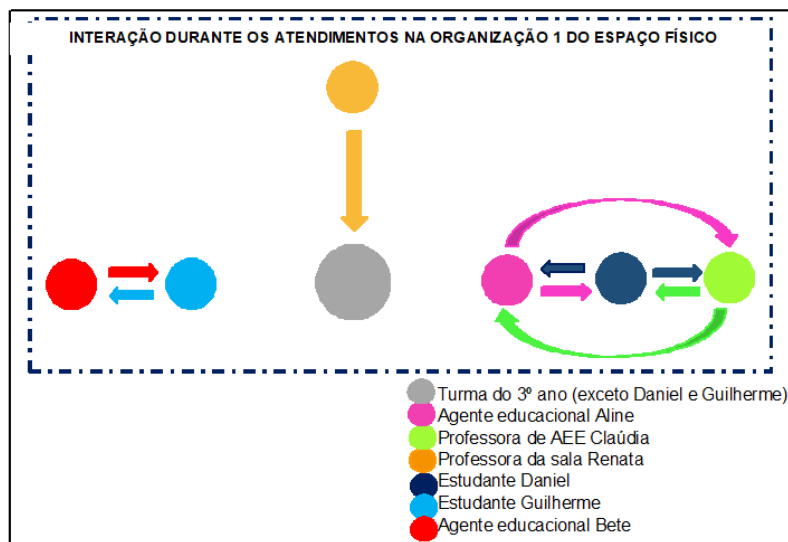 INTERAÇÃO DURANTE OS ATENDIMENTOS NA ORGANIZAÇÃO 1 DO ESPAÇO FÍSICO
Turma do 3º ano (exceto Daniel e Guilherme)
Agente educacional Aline
Professora de AEE Claúdia
Professora da sala Renata
Estudante Daniel
Estudante Guilherme
Agente educacional Bete